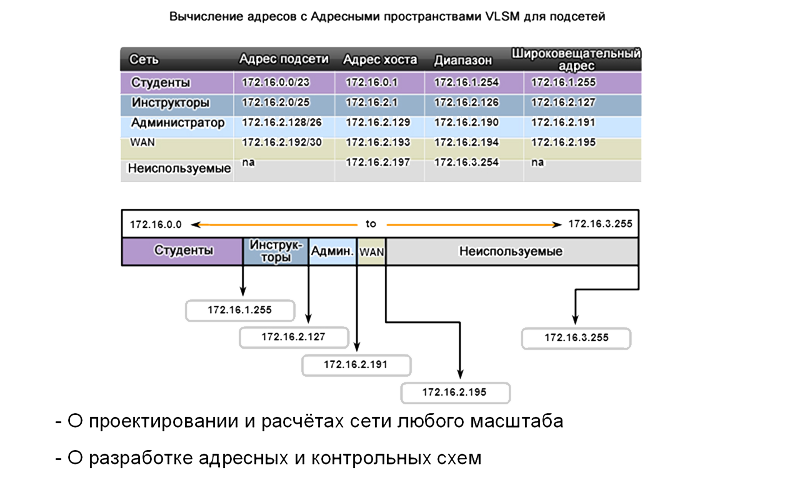 Вычисление адресов с Адресными пространствами VLSM для подсетей
Сеть Адрес подсети Адрес хоста Диапазон Широковещательный адрес
Студенты 172.16.0.0/23 172.16.0.1 172.16.1.254 172.16.1.255
Инструкторы 172.16.2.0/25 172.16.2.1 172.16.2.126 172.16.2.127
Администратор 172.16.2.128/26 172.16.2.129 172.16.2.190 172.16.2.191
WAN 172.16.2.192/30 172.16.2.193 172.16.2.194 172.16.2.195
Неиспользуемые na 172.16.2.197 172.16.3.254 na
172.16.0.0 to 172.16.3.255
Студенты Инструк-
торы Админ. WAN Неиспользуемые
172.16.1.255
172.16.2.127
172.16.3.255
172.16.2.191
172.16.2.195
- О проектировании и расчётах сети любого масштаба
- О разработке адресных и контрольных схем